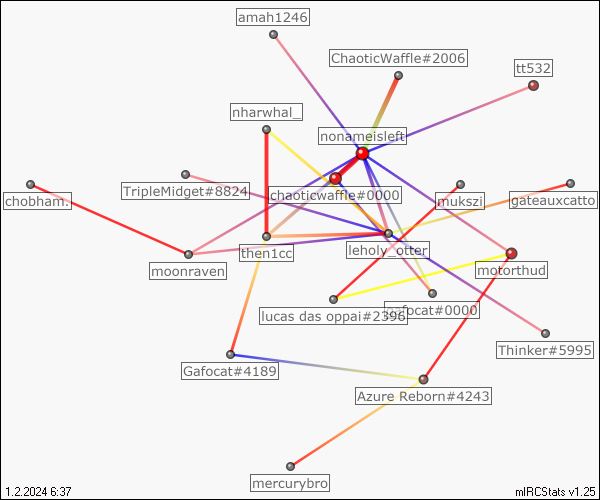 amah1246
ChaoticWaffle#2006
tt532
nharwhal_
nonameisleft
chobham.
TripleMidget#8824
chaoticwaffle#0000
mukszi
gateauxcatto
moonraven
then1cc
leholy_otter
motorthud
lucas das oppai#2396
gafocat#0000
Thinker#5995
Gafocat#4189
Azure Reborn#4243
mercurybro
1.2.2024 6:37
mIRCStats v1.25